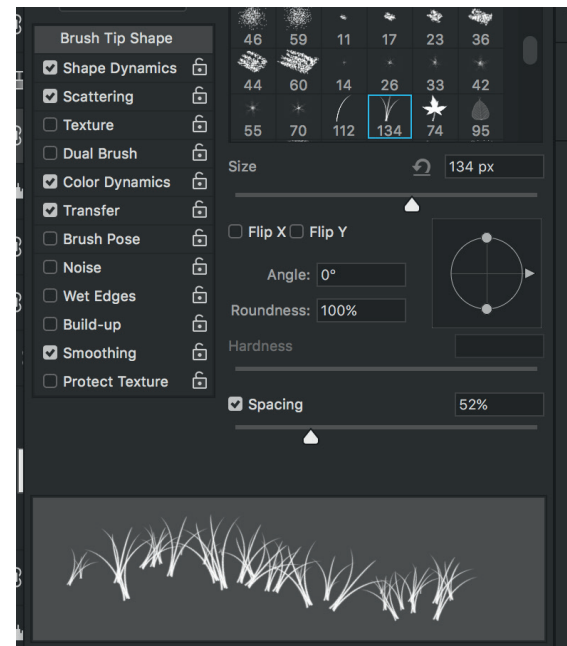 Brush Tip Shape
Shape Dynamics
Scattering
Texture
Dual Brush
Color Dynamics
Transfer
Brush Pose
Noise
Wet Edges
Build-up
Smoothing
Protect Texture
46 59 11 17 23 36
44 60 14 26 33 42
55 70 112 134 74 95
Size 134 px
Flip X Flip Y
Angle: 0°
Roundness: 100%
Hardness
Spacing 52%